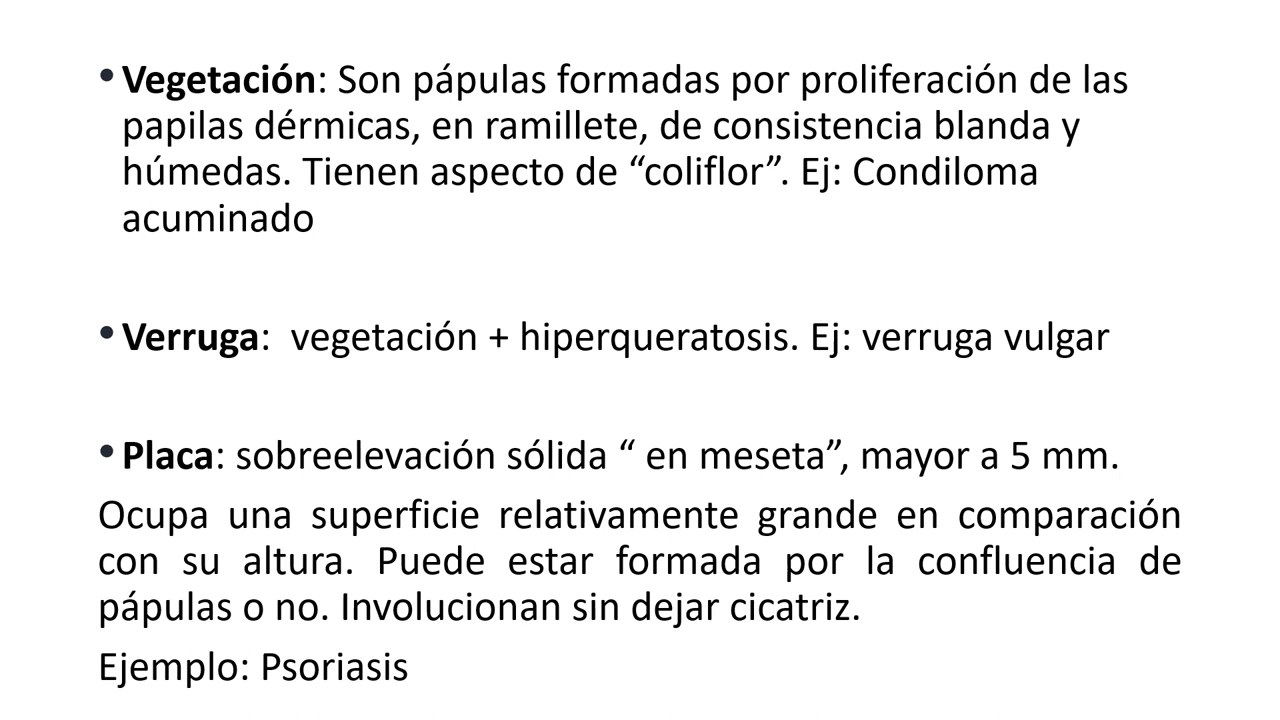 • Vegetación: Son pápulas formadas por proliferación de las
papilas dérmicas, en ramillete, de consistencia blanda y
húmedas. Tienen aspecto de “coliflor”. Ej: Condiloma
acuminado
• Verruga:  vegetación + hiperqueratosis. Ej: verruga vulgar
• Placa: sobreelevación sólida “ en meseta”, mayor a 5 mm.
Ocupa una superficie relativamente grande en comparación
con su altura. Puede estar formada por la confluencia de
pápulas o no. Involucionan sin dejar cicatriz.
Ejemplo: Psoriasis